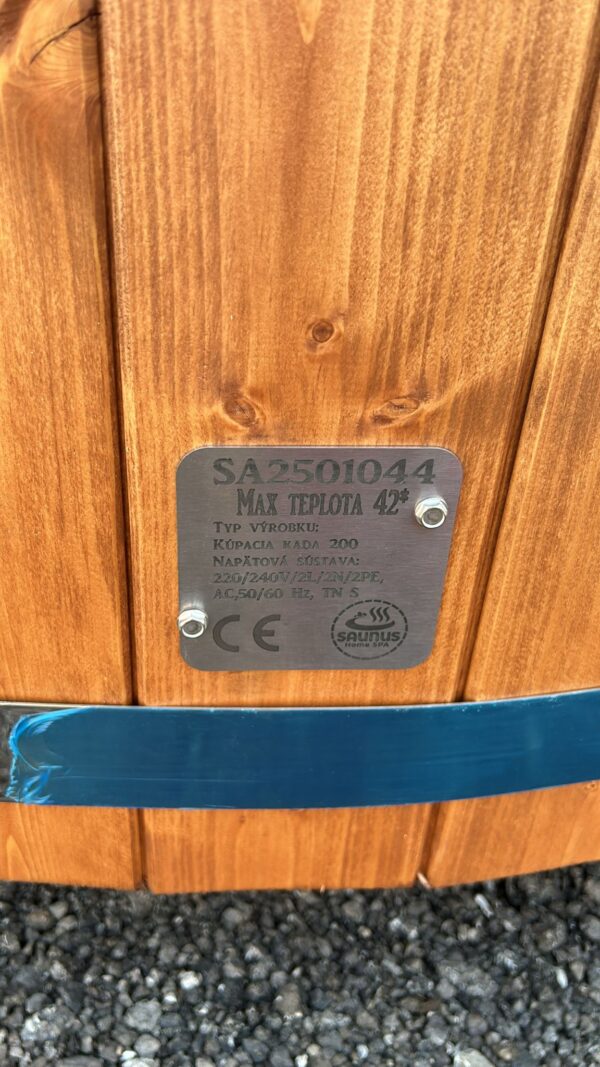 SA2501044
MAX TEPLOTA 42*
TYP VÝROBKU:
KÚPACIA KAĎA 200
NAPÄTOVÁ SÚSTAVA:
220/240V/2L/2N/2PE,
AC,50/60 Hz, TN S
CE
SAUNUS
Home SPA